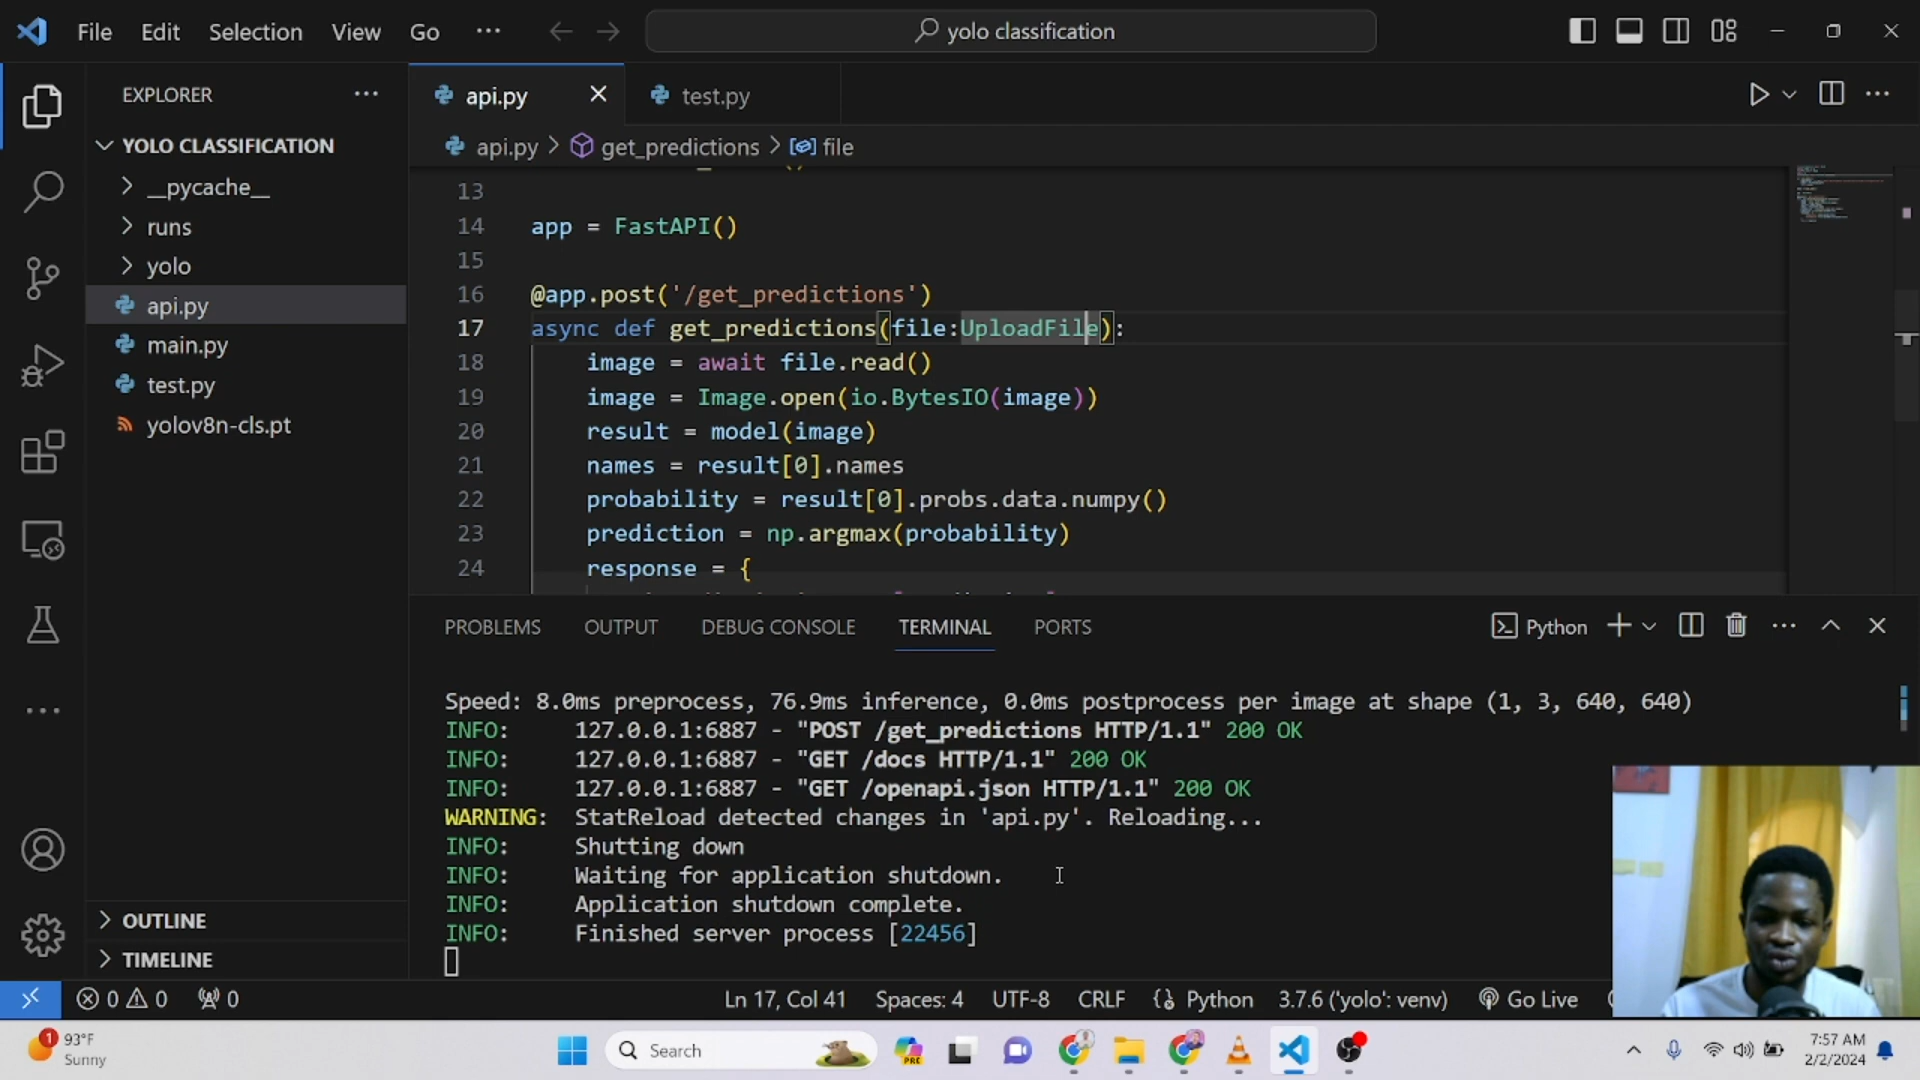 File Edit Selection View Go ··· yolo classification
EXPLORER ···
api.py test.py
YOLO CLASSIFICATION
api.py > get_predictions > file
__pycache__
runs
yolo
api.py
main.py
test.py
yolov8n-cls.pt
OUTLINE
TIMELINE
13
14 app = FastAPI()
15
16 @app.post('/get_predictions')
17 async def get_predictions(file:UploadFile):
18 image = await file.read()
19 image = Image.open(io.BytesIO(image))
20 result = model(image)
21 names = result[0].names
22 probability = result[0].probs.data.numpy()
23 prediction = np.argmax(probability)
24 response = {
PROBLEMS OUTPUT DEBUG CONSOLE TERMINAL PORTS Python
Speed: 8.0ms preprocess, 76.9ms inference, 0.0ms postprocess per image at shape (1, 3, 640, 640)
INFO: 127.0.0.1:6887 - "POST /get_predictions HTTP/1.1" 200 OK
INFO: 127.0.0.1:6887 - "GET /docs HTTP/1.1" 200 OK
INFO: 127.0.0.1:6887 - "GET /openapi.json HTTP/1.1" 200 OK
WARNING: StatReload detected changes in 'api.py'. Reloading...
INFO: Shutting down
INFO: Waiting for application shutdown.
INFO: Application shutdown complete.
INFO: Finished server process [22456]
0 0 0 Ln 17, Col 41 Spaces: 4 UTF-8 CRLF {} Python 3.7.6 ('yolo': venv) Go Live
1 93°F
Sunny
Search
PRE
7:57 AM
2/2/2024